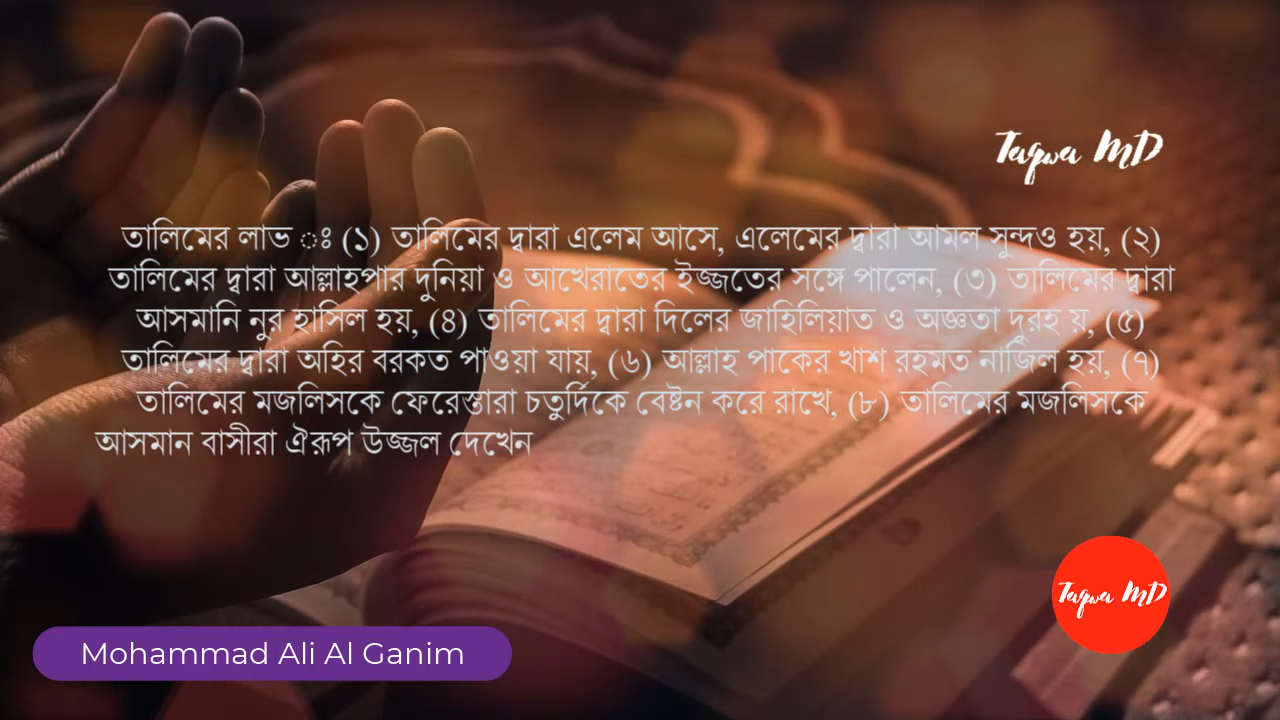 Taqwa MD
তালিমের লাভ ঃ (১) তালিমের দ্বারা এলেম আসে, এলেমের দ্বারা আমল সুন্দও হয়, (২)
তালিমের দ্বারা আল্লাহপার দুনিয়া ও আখেরাতের ইজ্জতের সঙ্গে পালেন, (৩) তালিমের দ্বারা
আসমানি নুর হাসিল হয়, (৪) তালিমের দ্বারা দিলের জাহিলিয়াত ও অজ্ঞতা দুরহ য়, (৫)
তালিমের দ্বারা অহির বরকত পাওয়া যায়, (৬) আল্লাহ পাকের খাশ রহমত নাজিল হয়, (৭)
তালিমের মজলিসকে ফেরেস্তারা চতুর্দিকে বেষ্টন করে রাখে, (৮) তালিমের মজলিসকে
আসমান বাসীরা ঐরূপ উজ্জল দেখেন
Taqwa MD
Mohammad Ali Al Ganim